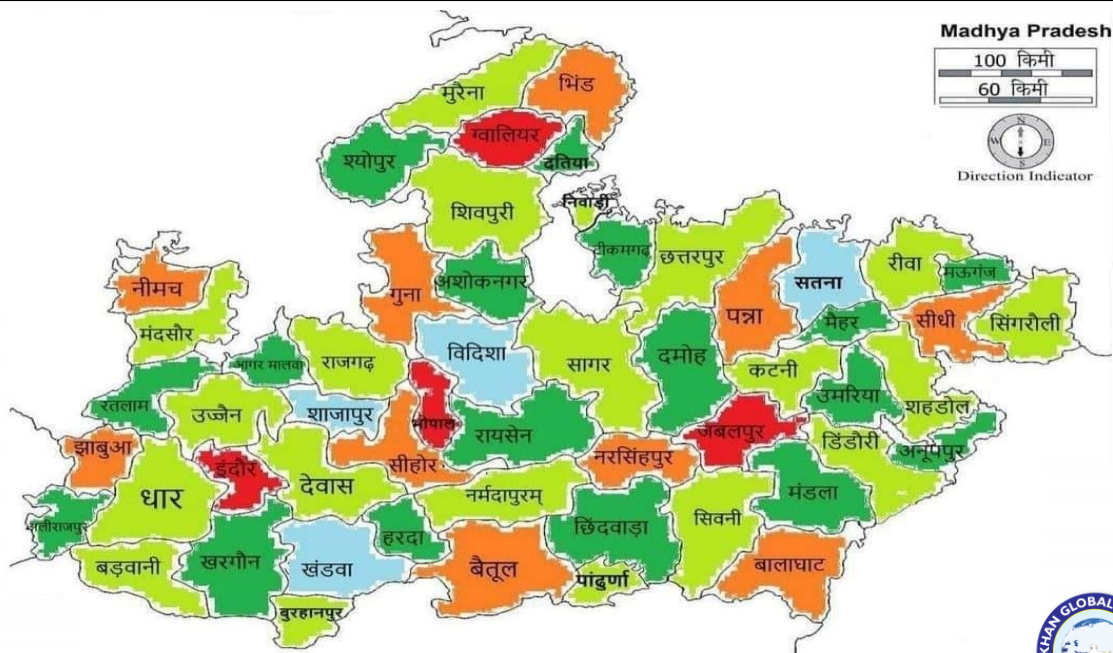 Madhya Pradesh
100 किमी
60 किमी
N
W
E
S
Direction Indicator
मुरैना
भिंड
ग्वालियर
श्योपुर
दतिया
शिवपुरी
निवाड़ी
टीकमगढ़
छत्तरपुर
रीवा
मऊगंज
नीमच
गुना
अशोकनगर
पन्ना
सतना
सीधी
सिंगरौली
मंदसौर
मैहर
आगर मालवा
राजगढ़
विदिशा
सागर
दमोह
कटनी
रतलाम
उज्जैन
शाजापुर
भोपाल
रायसेन
जबलपुर
उमरिया
शहडोल
झाबुआ
इंदौर
देवास
सीहोर
नरसिंहपुर
डिंडोरी
अनूपपुर
धार
नर्मदापुरम्
मंडला
अलीराजपुर
हरदा
छिंदवाड़ा
सिवनी
बड़वानी
खरगौन
खंडवा
बैतूल
पांढुर्णा
बालाघाट
बुरहानपुर
KHAN GLOBAL